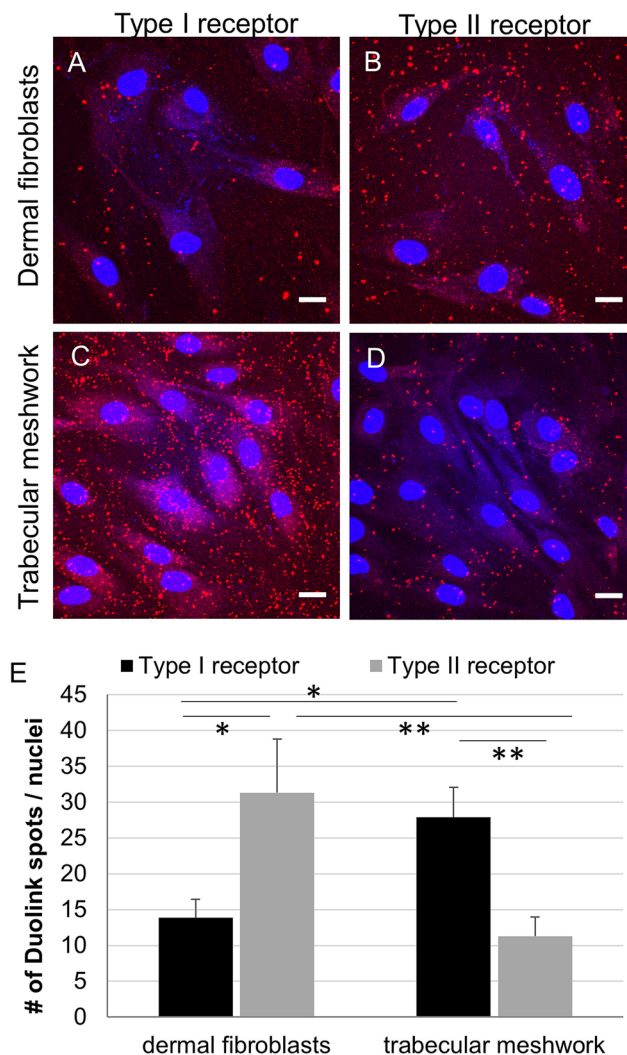 Type I receptor
Type II receptor
Dermal fibroblasts
A
B
Trabecular meshwork
C
D
E
Type I receptor
Type II receptor
# of Duolink spots / nuclei
45
40
35
30
25
20
15
10
5
0
*
*
**
**
dermal fibroblasts
trabecular meshwork